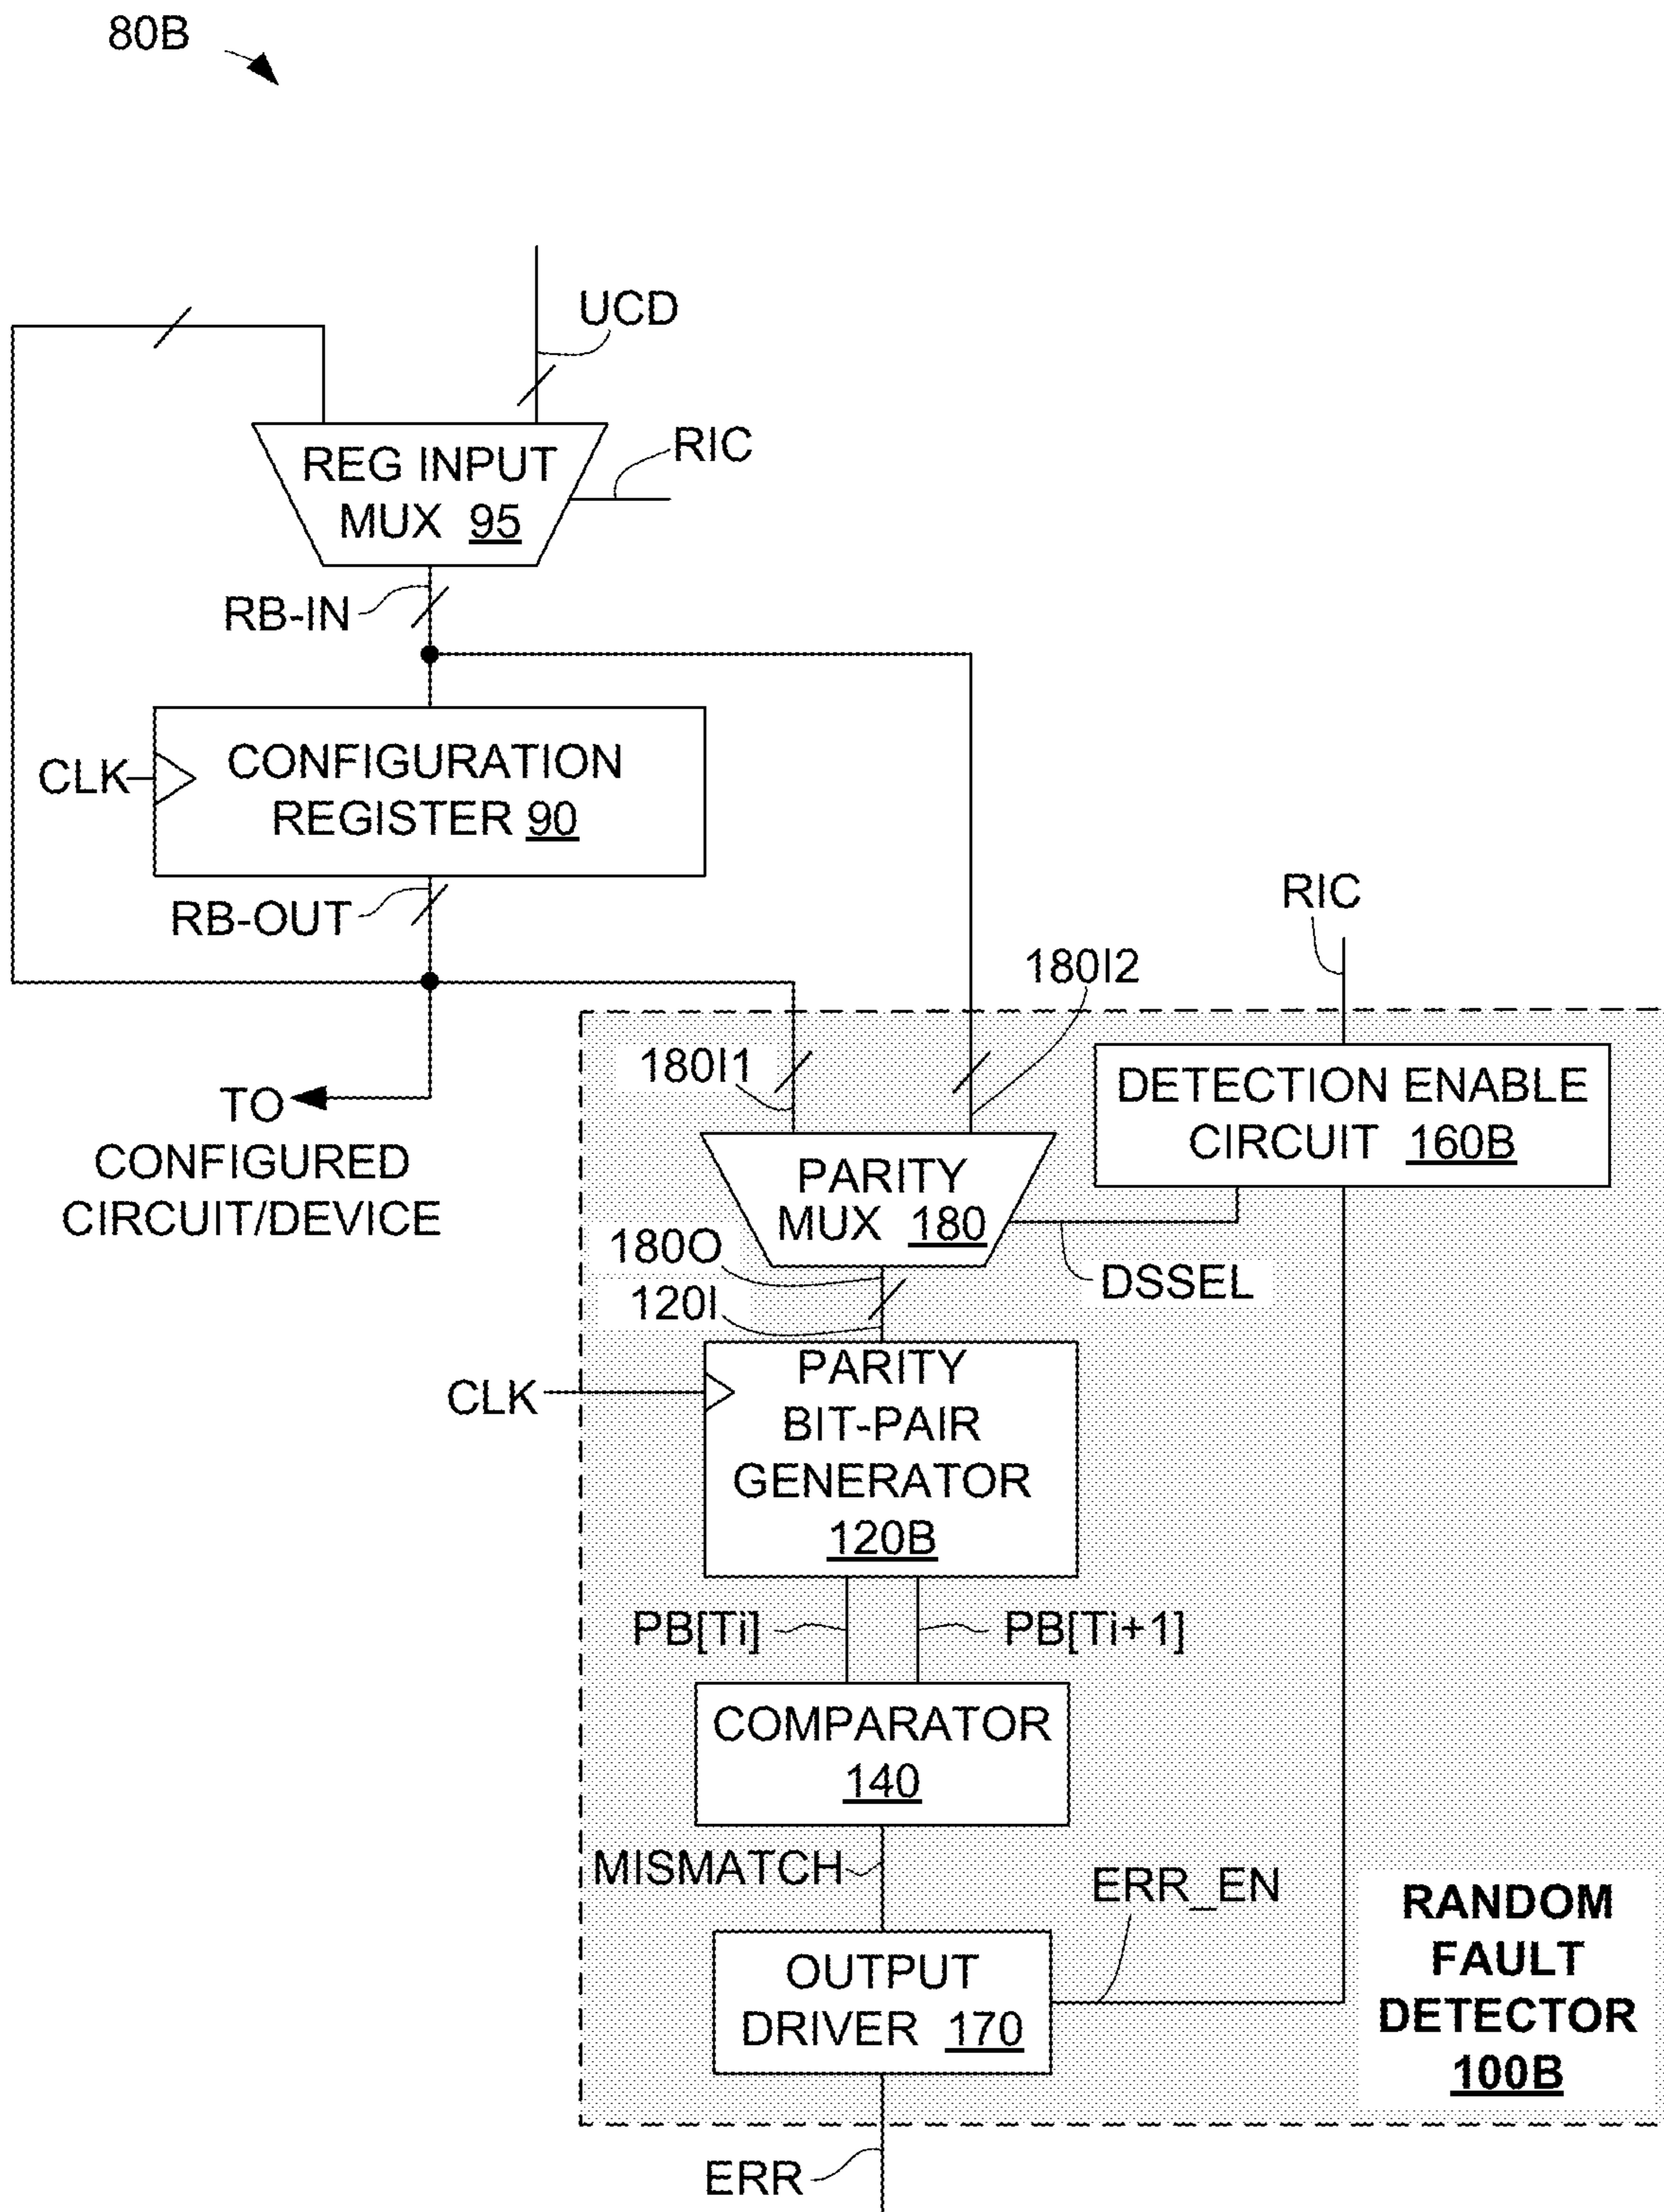 80B
UCD
REG INPUT
MUX 95
RIC
RB-IN
CLK
CONFIGURATION
REGISTER 90
RB-OUT
RIC
180I2
180I1
TO
CONFIGURED
CIRCUIT/DEVICE
DETECTION ENABLE
CIRCUIT 160B
PARITY
MUX 180
180O
DSSEL
120I
CLK
PARITY
BIT-PAIR
GENERATOR
120B
PB[Ti]
PB[Ti+1]
COMPARATOR
140
MISMATCH
ERR_EN
OUTPUT
DRIVER 170
RANDOM
FAULT
DETECTOR
100B
ERR